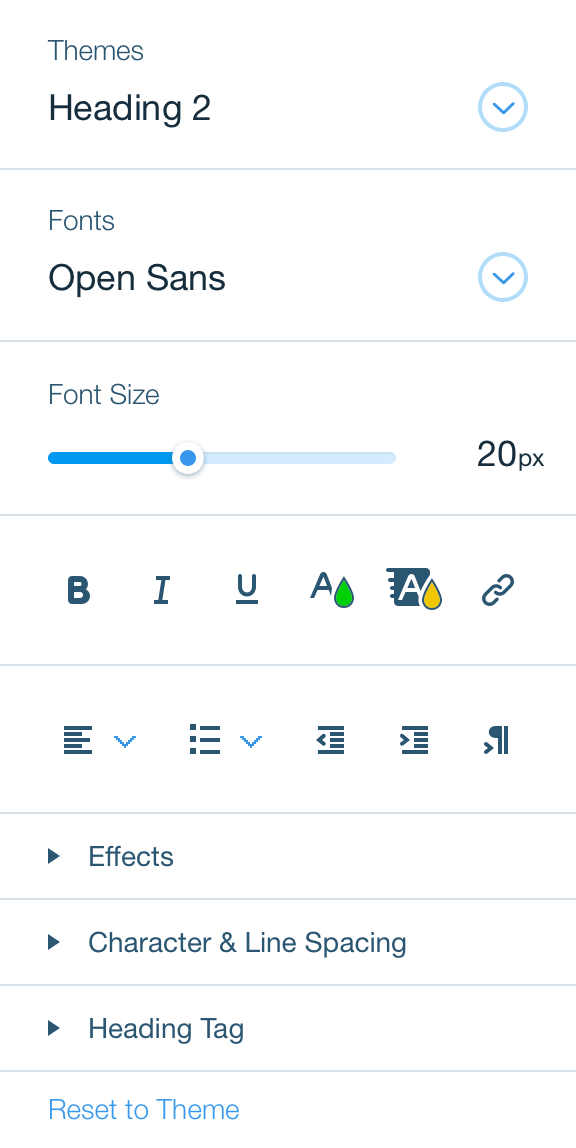 Themes
Heading 2
Fonts
Open Sans
Font Size
20px
B I U A A
Effects
Character & Line Spacing
Heading Tag
Reset to Theme